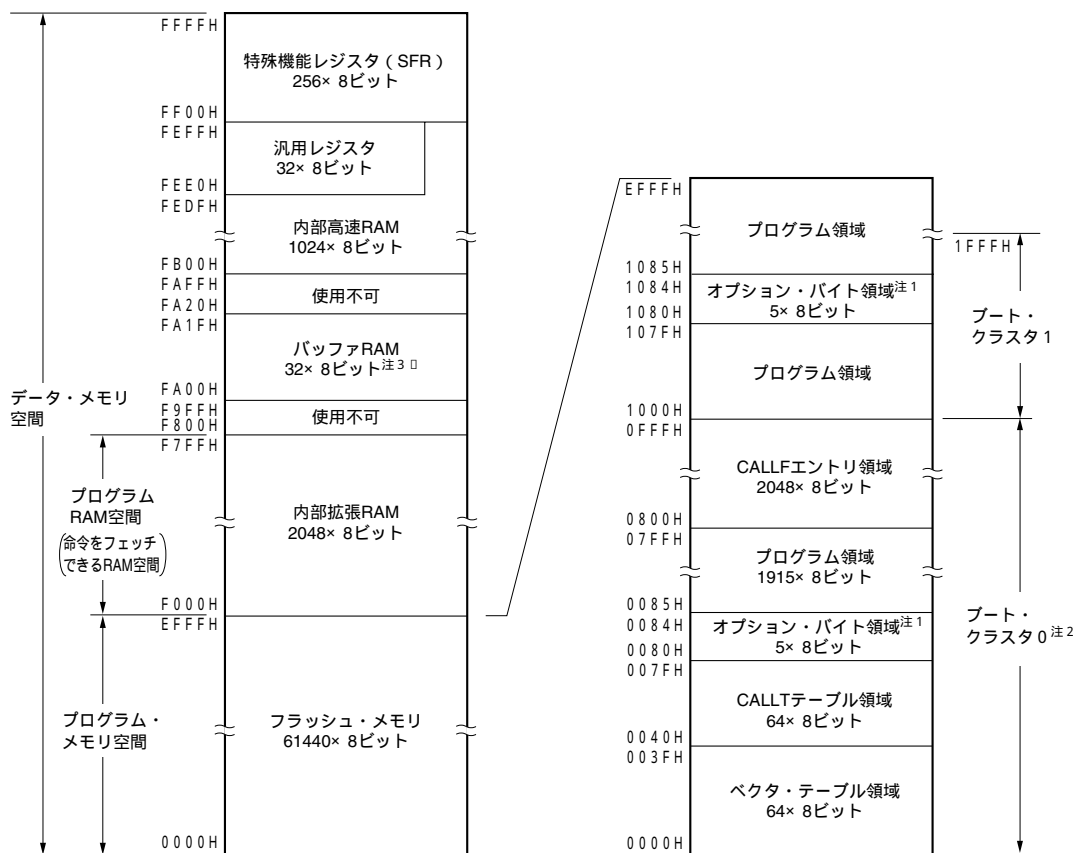 FFFFH
特殊機能レジスタ（SFR）
256× 8ビット
FF00H
FEFFH
汎用レジスタ
32× 8ビット
FEE0H
FEDFH
内部高速RAM
1024× 8ビット
FB00H
FAFFH
使用不可
FA20H
FA1FH
バッファRAM
32× 8ビット注3
FA00H
F9FFH
使用不可
F800H
F7FFH
データ・メモリ
空間
プログラム
RAM空間
(命令をフェッチ
できるRAM空間)
内部拡張RAM
2048× 8ビット
F000H
EFFFH
プログラム・
メモリ空間
フラッシュ・メモリ
61440× 8ビット
0000H
EFFFH
プログラム領域
1FFFH
1085H
1084H
オプション・バイト領域注1
5× 8ビット
1080H
107FH
ブート・
クラスタ1
プログラム領域
1000H
0FFFH
CALLFエントリ領域
2048× 8ビット
0800H
07FFH
プログラム領域
1915× 8ビット
0085H
0084H
オプション・バイト領域注1
5× 8ビット
0080H
007FH
ブート・
クラスタ0注2
CALLTテーブル領域
64× 8ビット
0040H
003FH
ベクタ・テーブル領域
64× 8ビット
0000H